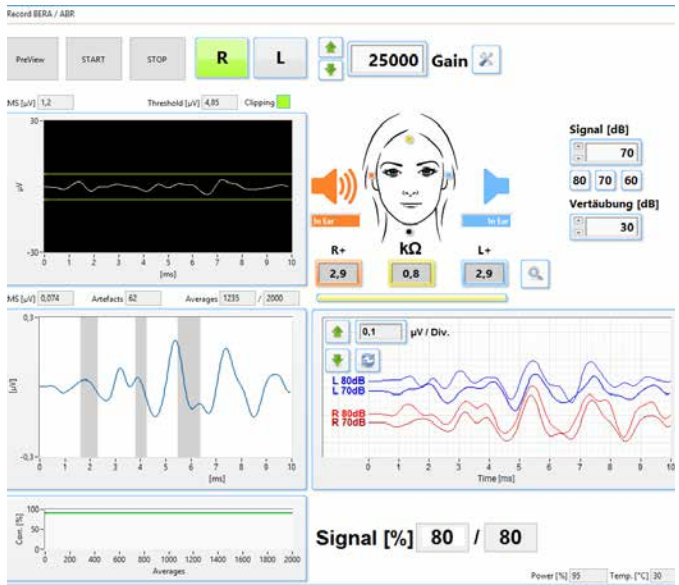 Record BERA / ABR
PreView START STOP R L 25000 Gain
MS [µV] 1,2 Threshold [µV] 4,85 Clipping
30
µV
-30
0 1 2 3 4 5 6 7 8 9 10
[ms]
In Ear In Ear
R+ kΩ L+
2,9 0,8 2,9
Signal [dB]
70
80 70 60
Vertäubung [dB]
30
MS [µV] 0,074 Artefacts 62 Averages 1235 / 2000
0,3
[µV]
-0,3
0 1 2 3 4 5 6 7 8 9 10
[ms]
0,1 µV / Div.
L 80dB
L 70dB
R 80dB
R 70dB
0 1 2 3 4 5 6 7 8 9 10
Time [ms]
100
50
0
Corr. [%]
0 200 400 600 800 1000 1200 1400 1600 1800 2000
Averages
Signal [%] 80 / 80
Power [%] 95 Temp. [°C] 30